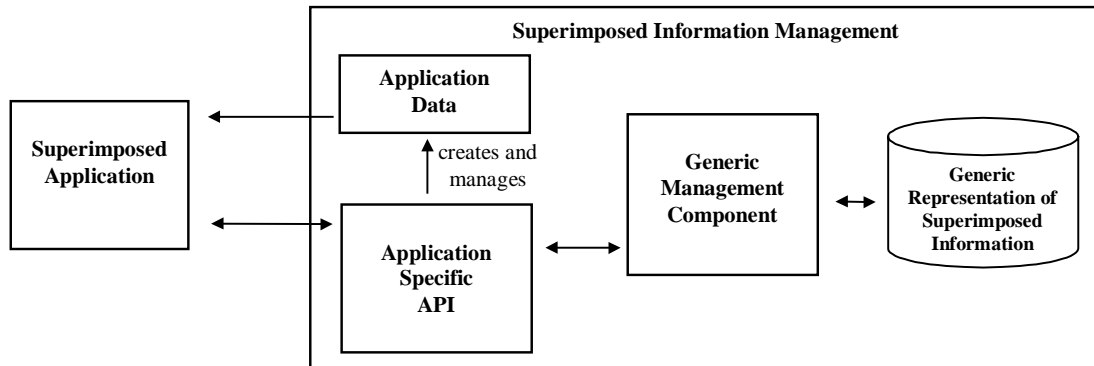 Superimposed Information Management
Application
Data
Superimposed
Application
creates and
manages
Generic
Management
Component
Generic
Representation of
Superimposed
Information
Application
Specific
API